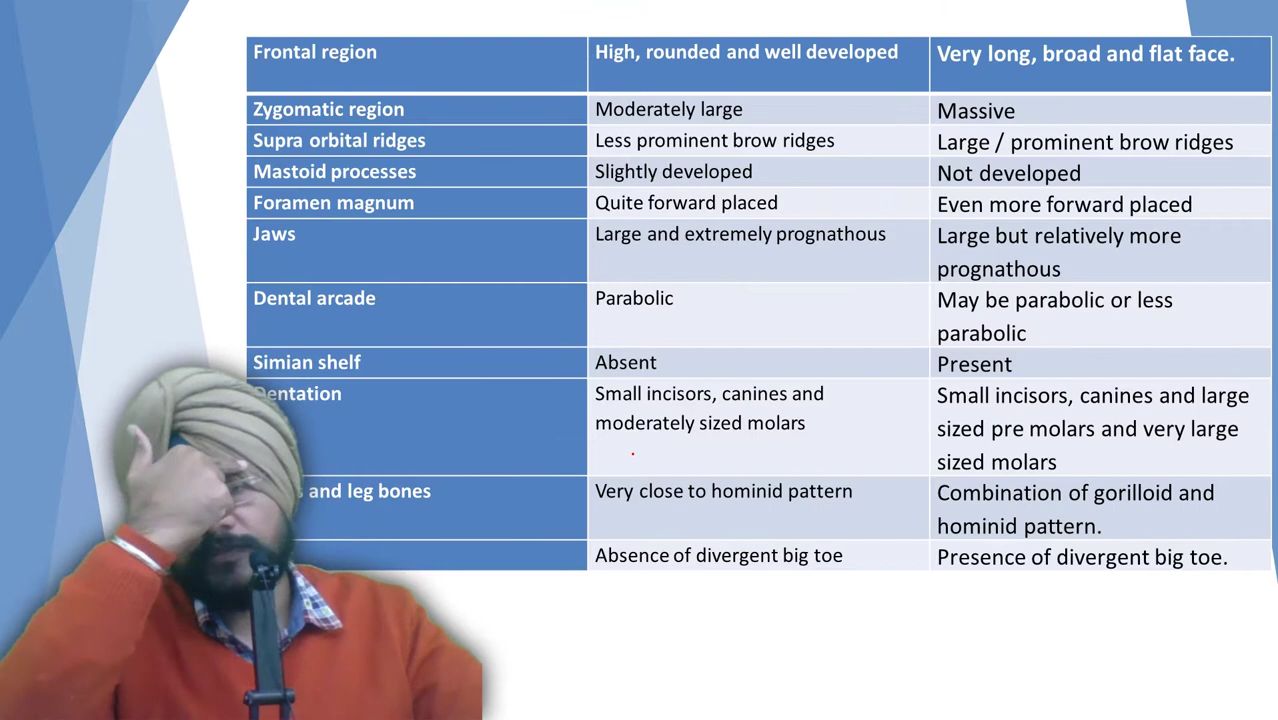 Frontal region
High, rounded and well developed
Very long, broad and flat face.
Zygomatic region
Moderately large
Massive
Supra orbital ridges
Less prominent brow ridges
Large / prominent brow ridges
Mastoid processes
Slightly developed
Not developed
Foramen magnum
Quite forward placed
Even more forward placed
Jaws
Large and extremely prognathous
Large but relatively more
prognathous
Dental arcade
Parabolic
May be parabolic or less
parabolic
Simian shelf
Absent
Present
Dentation
Small incisors, canines and
moderately sized molars
Small incisors, canines and large
sized pre molars and very large
sized molars
and leg bones
Very close to hominid pattern
Combination of gorilloid and
hominid pattern.
Absence of divergent big toe
Presence of divergent big toe.